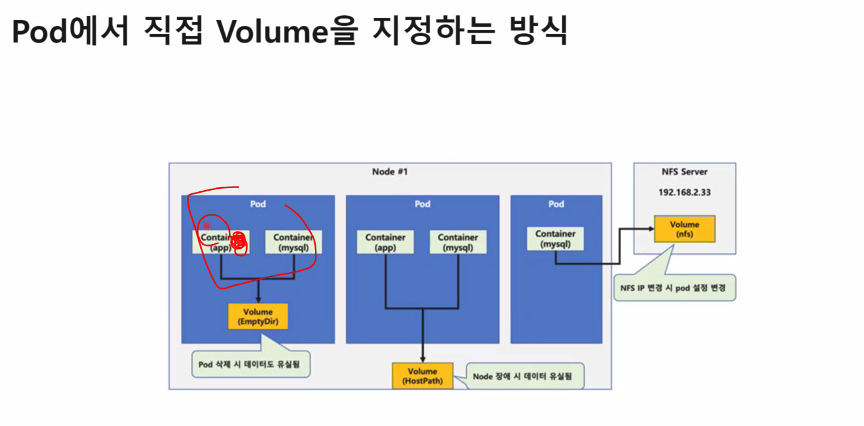 Pod에서 직접 Volume을 지정하는 방식
Node #1
NFS Server
192.168.2.33
Pod
Pod
Pod
Container
(app)
Container
(mysql)
Container
(app)
Container
(mysql)
Container
(mysql)
Volume
(nfs)
NFS IP 변경 시 pod 설정 변경
Volume
(EmptyDir)
Pod 삭제 시 데이터도 유실됨
Volume
(HostPath)
Node 장애 시 데이터 유실됨